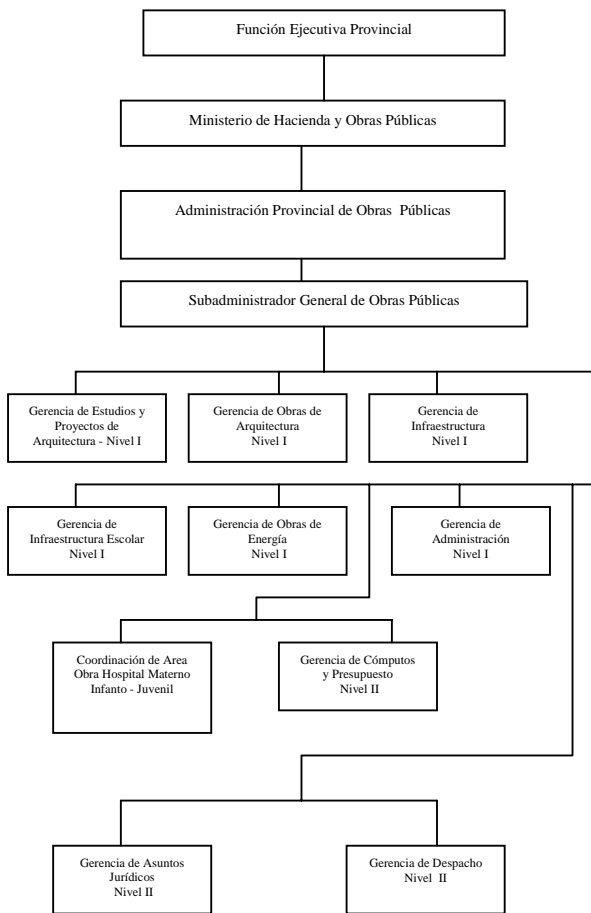 Función Ejecutiva Provincial
Ministerio de Hacienda y Obras Públicas
Administración Provincial de Obras Públicas
Subadministrador General de Obras Públicas
Gerencia de Estudios y
Proyectos de
Arquitectura - Nivel I
Gerencia de Obras de
Arquitectura
Nivel I
Gerencia de
Infraestructura
Nivel I
Gerencia de
Infraestructura Escolar
Nivel I
Gerencia de Obras de
Energía
Nivel I
Gerencia de
Administración
Nivel I
Coordinación de Area
Obra Hospital Materno
Infanto - Juvenil
Gerencia de Cómputos
y Presupuesto
Nivel II
Gerencia de Asuntos
Jurídicos
Nivel II
Gerencia de Despacho
Nivel II